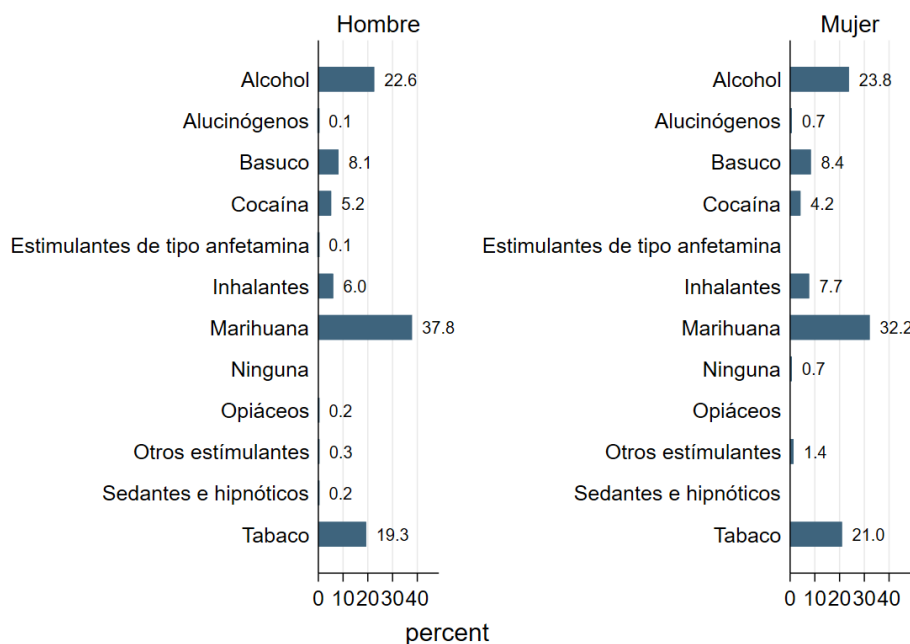 Hombre
Alcohol 22.6
Alucinógenos 0.1
Basuco 8.1
Cocaína 5.2
Estimulantes de tipo anfetamina 0.1
Inhalantes 6.0
Marihuana 37.8
Ninguna
Opiáceos 0.2
Otros estímulantes 0.3
Sedantes e hipnóticos 0.2
Tabaco 19.3
0 10 20 30 40
Mujer
Alcohol 23.8
Alucinógenos 0.7
Basuco 8.4
Cocaína 4.2
Estimulantes de tipo anfetamina
Inhalantes 7.7
Marihuana 32.2
Ninguna 0.7
Opiáceos
Otros estímulantes 1.4
Sedantes e hipnóticos
Tabaco 21.0
0 10 20 30 40
percent